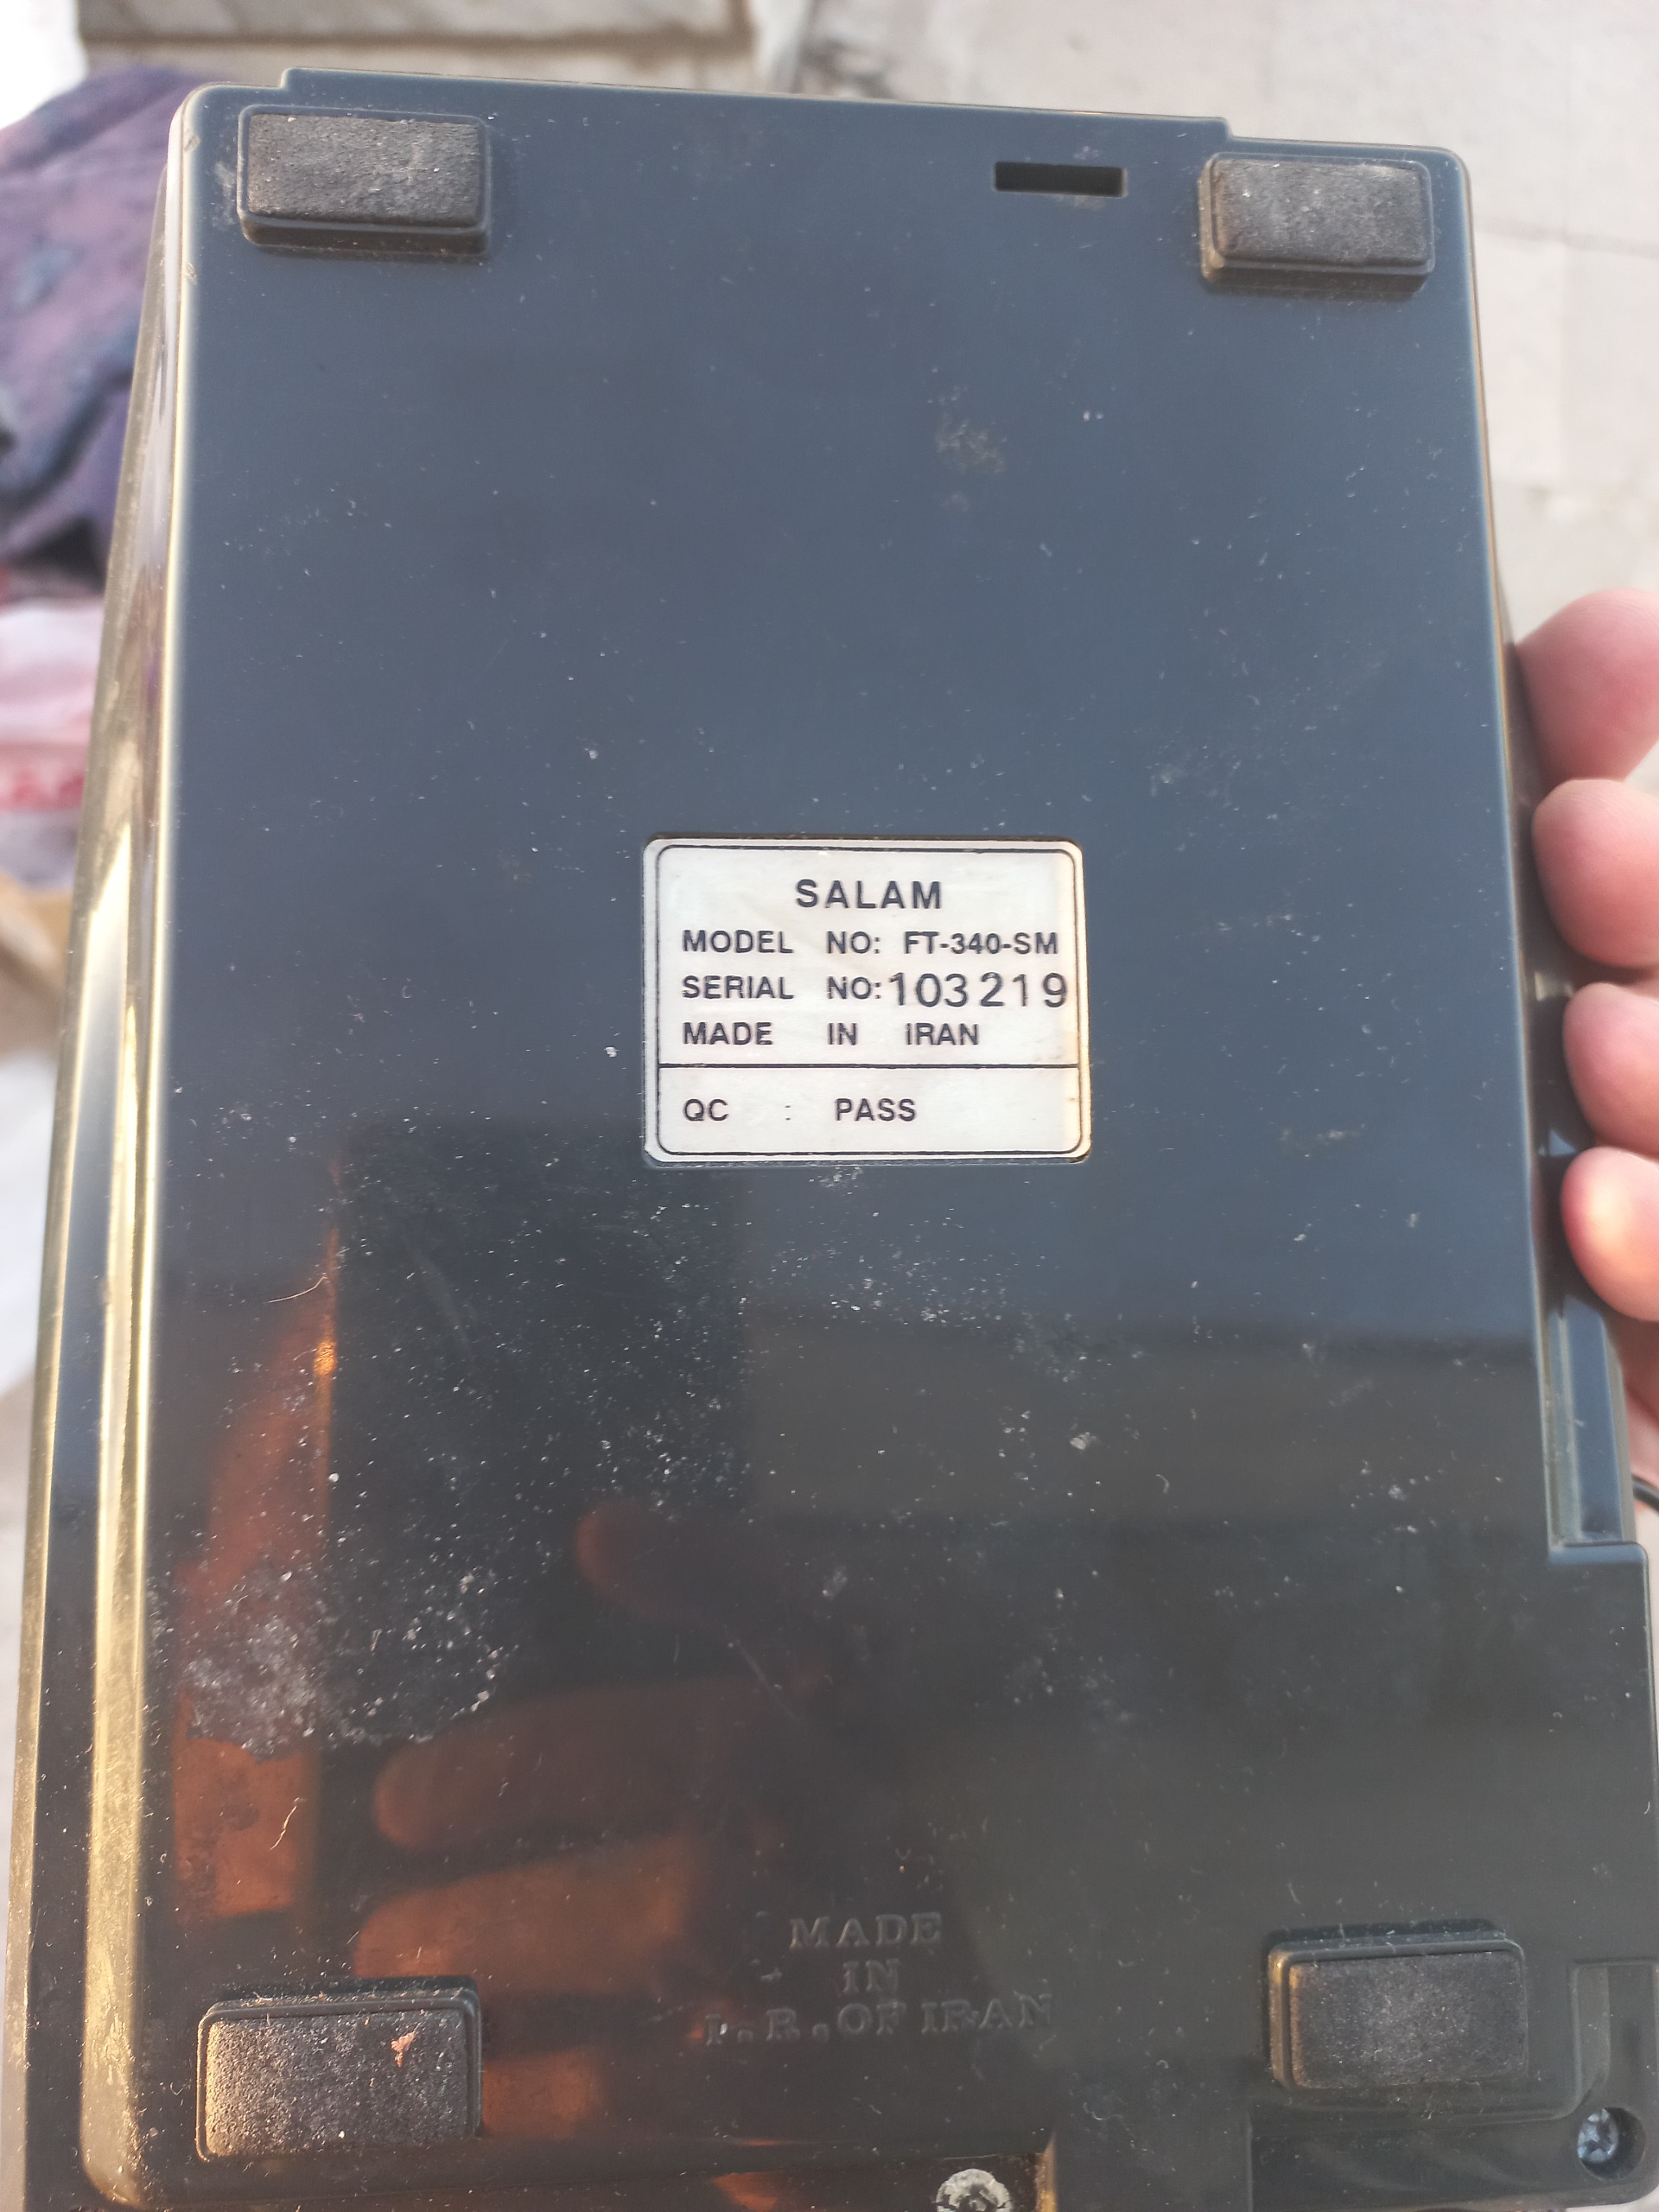 SALAM
MODEL NO: FT-340-SM
SERIAL NO: 103219
MADE IN IRAN
QC : PASS
MADE
IN
I.R.OF IRAN